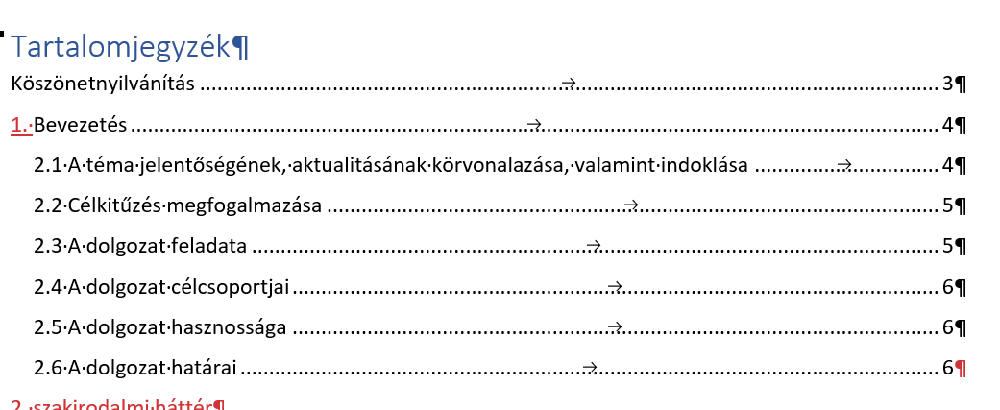 Tartalomjegyzék¶
Köszönetnyilvánítás ........................→........................ 3¶
1.·Bevezetés ........................→........................ 4¶
2.1·A·téma·jelentőségének,·aktualitásának·körvonalazása,·valamint·indoklása ............→............ 4¶
2.2·Célkitűzés·megfogalmazása ........................→........................ 5¶
2.3·A·dolgozat·feladata ........................→........................ 5¶
2.4·A·dolgozat·célcsoportjai ........................→........................ 6¶
2.5·A·dolgozat·hasznossága ........................→........................ 6¶
2.6·A·dolgozat·határai ........................→........................ 6¶
2.·szakirodalmi·háttér¶